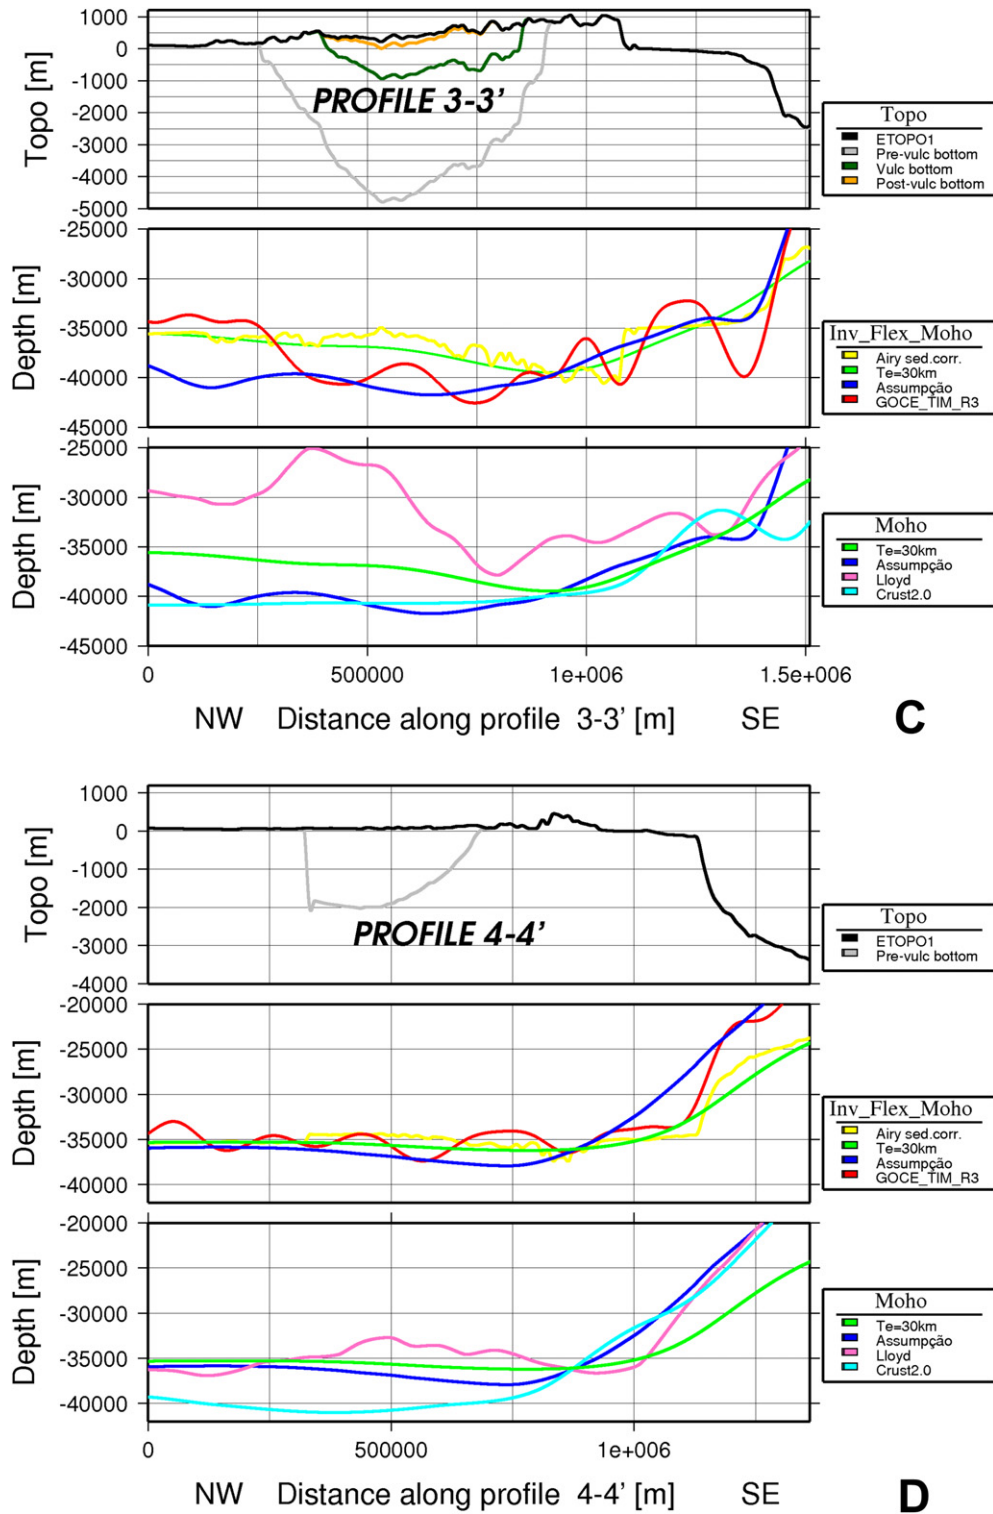 1000
0
-1000
-2000
-3000
-4000
-5000
Topo [m]
PROFILE 3-3'
Topo
ETOPO1
Pre-vulc bottom
Vulc bottom
Post-vulc bottom
-25000
-30000
-35000
-40000
-45000
Depth [m]
Inv_Flex_Moho
Airy sed.corr.
Te=30km
Assumpção
GOCE_TIM_R3
-25000
-30000
-35000
-40000
-45000
Depth [m]
Moho
Te=30km
Assumpção
Lloyd
Crust2.0
0 500000 1e+006 1.5e+006
NW Distance along profile 3-3' [m] SE
C
1000
0
-1000
-2000
-3000
-4000
Topo [m]
PROFILE 4-4'
Topo
ETOPO1
Pre-vulc bottom
-20000
-25000
-30000
-35000
-40000
Depth [m]
Inv_Flex_Moho
Airy sed.corr.
Te=30km
Assumpção
GOCE_TIM_R3
-20000
-25000
-30000
-35000
-40000
Depth [m]
Moho
Te=30km
Assumpção
Lloyd
Crust2.0
0 500000 1e+006
NW Distance along profile 4-4' [m] SE
D